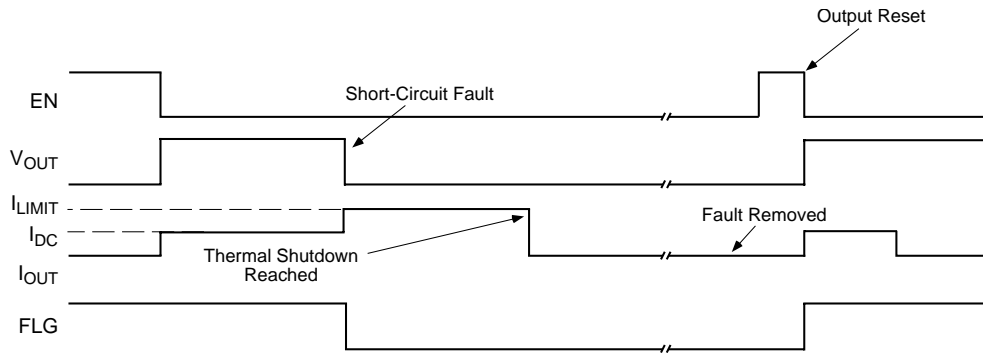 Output Reset
EN
Short-Circuit Fault
VOUT
ILIMIT
IDC
Fault Removed
Thermal Shutdown
Reached
IOUT
FLG